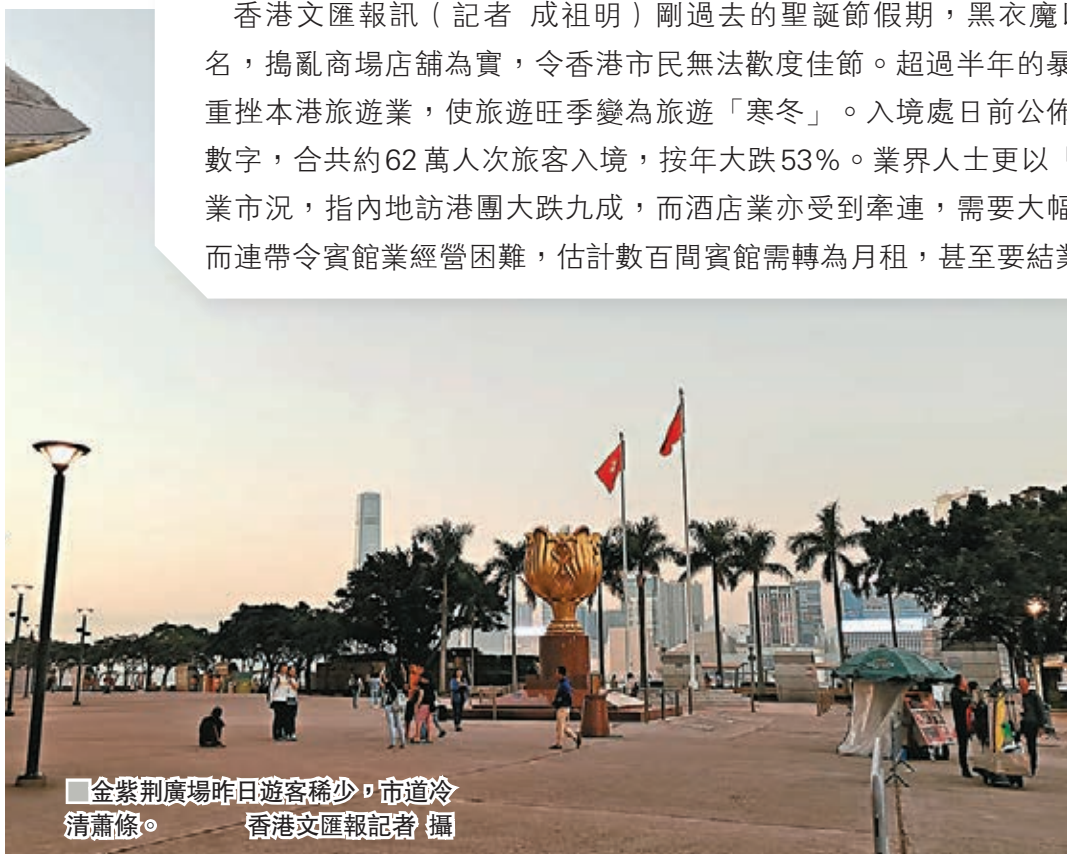 香港文匯報訊（記者 成祖明）剛過去的聖誕節假期，黑衣魔
名，搗亂商場店舖為實，令香港市民無法歡度佳節。超過半年的暴
重挫本港旅遊業，使旅遊旺季變為旅遊「寒冬」。入境處日前公佈
數字，合共約62萬人次旅客入境，按年大跌53%。業界人士更以「
業市況，指內地訪港團大跌九成，而酒店業亦受到牽連，需要大幅
而連帶令賓館業經營困難，估計數百間賓館需轉為月租，甚至要結業
■金紫荆廣場昨日遊客稀少，市道冷
清蕭條。 香港文匯報記者 攝